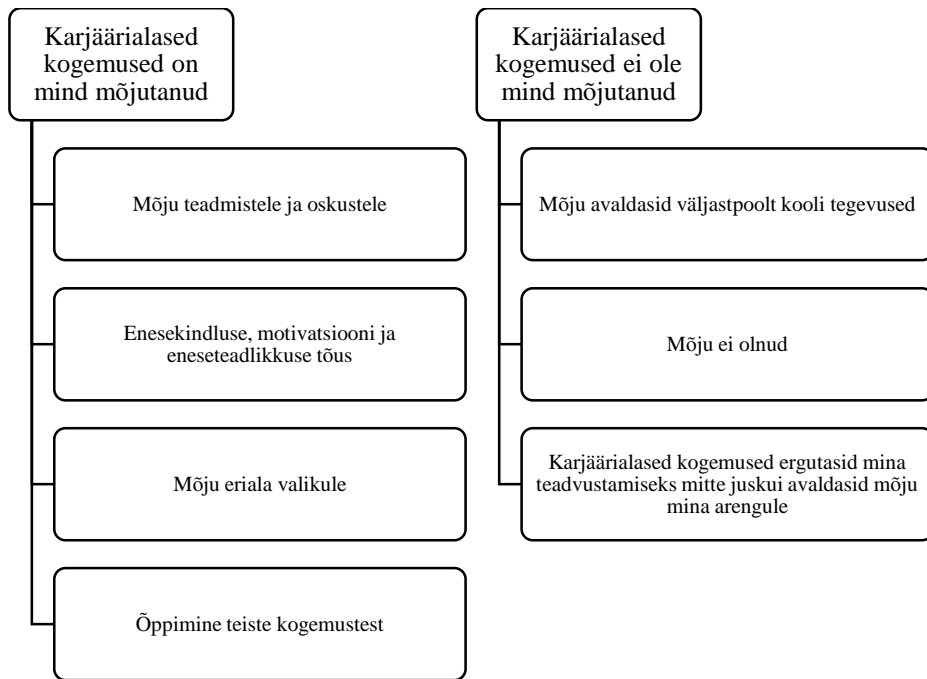 Karjäärialased
kogemused on
mind mõjutanud
Mõju teadmistele ja oskustele
Enesekindluse, motivatsiooni ja
eneseteadlikkuse tõus
Mõju eriala valikule
Õppimine teiste kogemustest
Karjäärialased
kogemused ei ole
mind mõjutanud
Mõju avaldasid väljastpoolt kooli tegevused
Mõju ei olnud
Karjäärialased kogemused ergutasid mina
teadvustamiseks mitte juskui avaldasid mõju
mina arengule